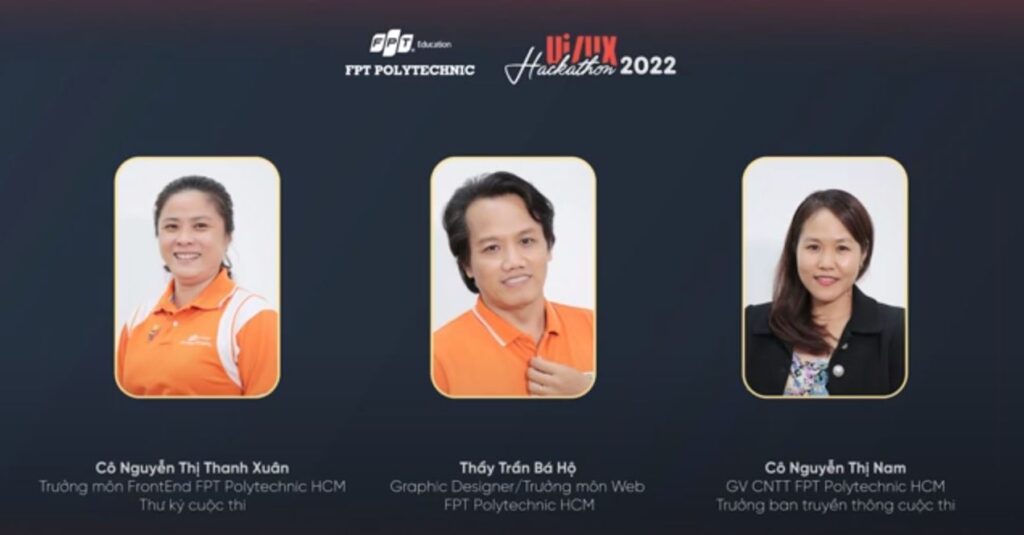 FPT. Education
FPT POLYTECHNIC
Ui/UX
Hackathon 2022
Cô Nguyễn Thị Thanh Xuân
Trưởng môn FrontEnd FPT Polytechnic HCM
Thư ký cuộc thi
Thầy Trần Bá Hộ
Graphic Designer/Trưởng môn Web
FPT Polytechnic HCM
Cô Nguyễn Thị Nam
GV CNTT FPT Polytechnic HCM
Trưởng ban truyền thông cuộc thi